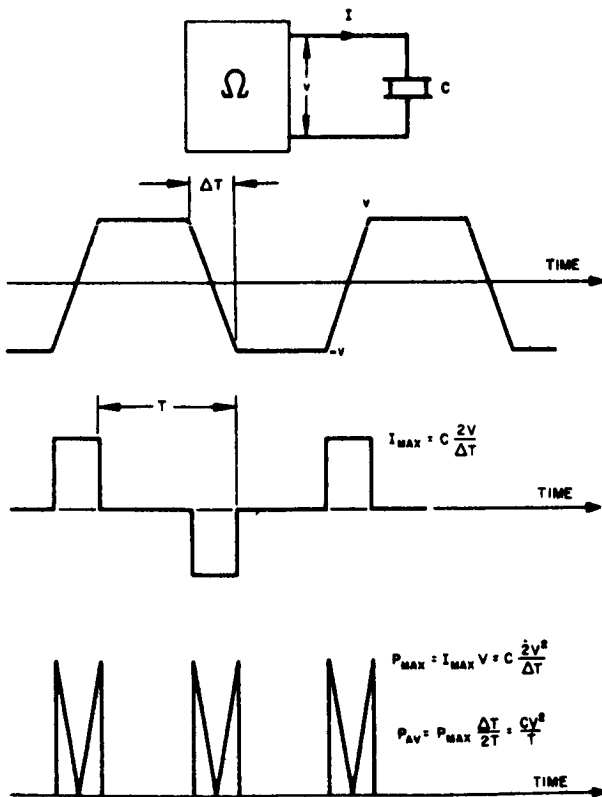 I
Ω
v
C
ΔT
v
TIME
-v
T
I_MAX = C 2V/ΔT
TIME
P_MAX = I_MAX V = C 2V²/ΔT
P_AV = P_MAX ΔT/2T = CV²/T
TIME